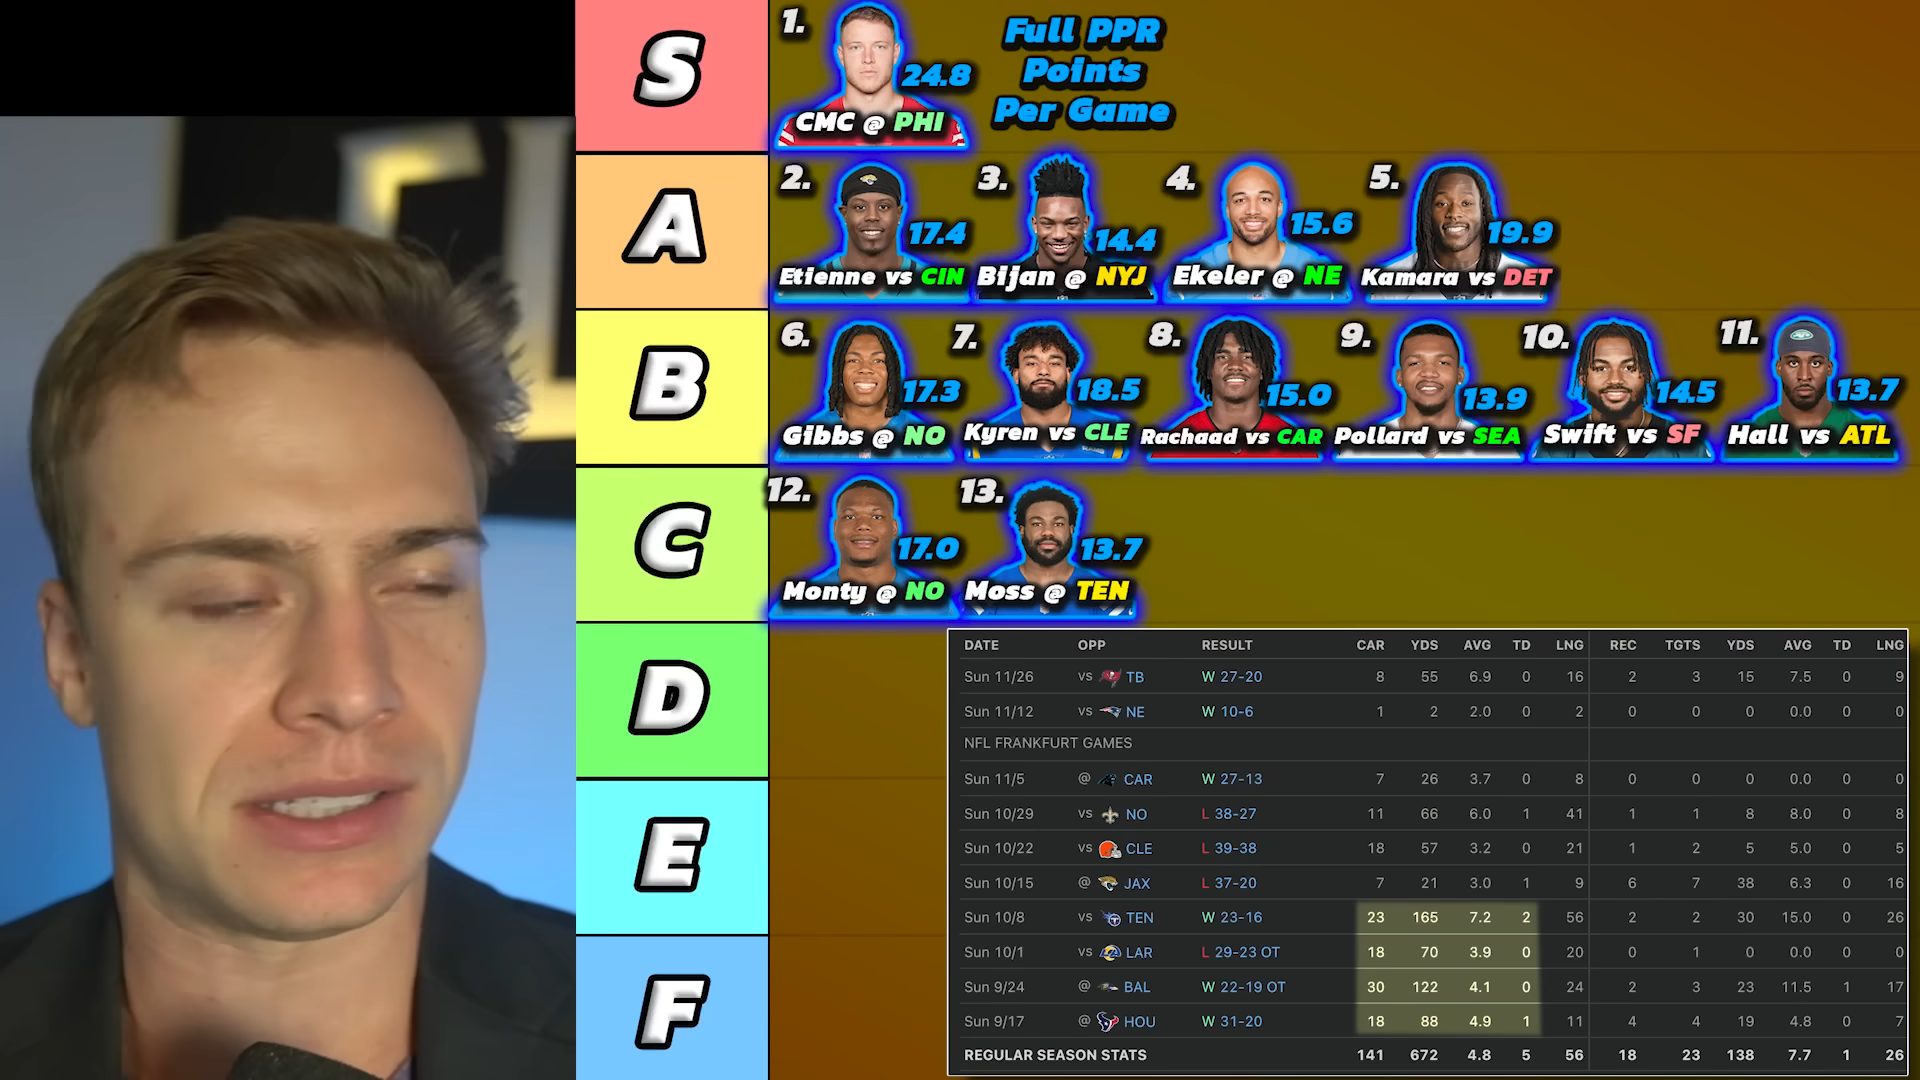 S
1.
24.8
CMC @ PHI
Full PPR
Points
Per Game
A
2.
17.4
Etienne vs CIN
3.
14.4
Bijan @ NYJ
4.
15.6
Ekeler @ NE
5.
19.9
Kamara vs DET
B
6.
17.3
Gibbs @ NO
7.
18.5
Kyren vs CLE
8.
15.0
Rachaad vs CAR
9.
13.9
Pollard vs SEA
10.
14.5
Swift vs SF
11.
13.7
Hall vs ATL
C
12.
17.0
Monty @ NO
13.
13.7
Moss @ TEN
D
E
F
DATE OPP RESULT CAR YDS AVG TD LNG REC TGTS YDS AVG TD LNG
Sun 11/26 vs TB W 27-20 8 55 6.9 0 16 2 3 15 7.5 0 9
Sun 11/12 vs NE W 10-6 1 2 2.0 0 2 0 0 0 0.0 0 0
NFL FRANKFURT GAMES
Sun 11/5 @ CAR W 27-13 7 26 3.7 0 8 0 0 0 0.0 0 0
Sun 10/29 vs NO L 38-27 11 66 6.0 1 41 1 1 8 8.0 0 8
Sun 10/22 vs CLE L 39-38 18 57 3.2 0 21 1 2 5 5.0 0 5
Sun 10/15 @ JAX L 37-20 7 21 3.0 1 9 6 7 38 6.3 0 16
Sun 10/8 vs TEN W 23-16 23 165 7.2 2 56 2 2 30 15.0 0 26
Sun 10/1 vs LAR L 29-23 OT 18 70 3.9 0 20 0 1 0 0.0 0 0
Sun 9/24 @ BAL W 22-19 OT 30 122 4.1 0 24 2 3 23 11.5 1 17
Sun 9/17 @ HOU W 31-20 18 88 4.9 1 11 4 4 19 4.8 0 7
REGULAR SEASON STATS 141 672 4.8 5 56 18 23 138 7.7 1 26